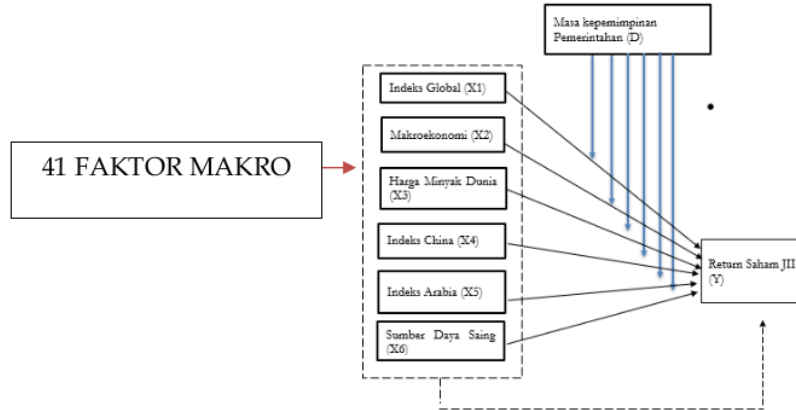 Masa kepemimpinan
Pemerintahan (D)
41 FAKTOR MAKRO
Indeks Global (X1)
Makroekonomi (X2)
Harga Minyak Dunia
(X3)
Indeks China (X4)
Indeks Arabia (X5)
Sumber Daya Saing
(X6)
Return Saham JII
(Y)